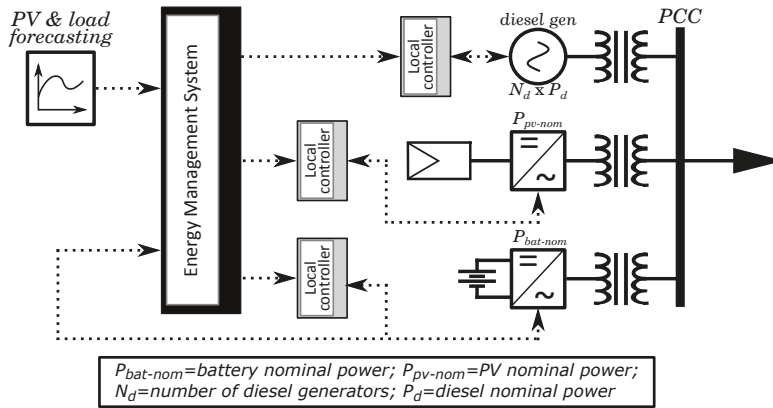 PV & load
forecasting
Energy Management System
Local
controller
diesel gen
N_d x P_d
PCC
Local
controller
P_pv-nom
Local
controller
P_bat-nom
P_bat-nom=battery nominal power; P_pv-nom=PV nominal power;
N_d=number of diesel generators; P_d=diesel nominal power